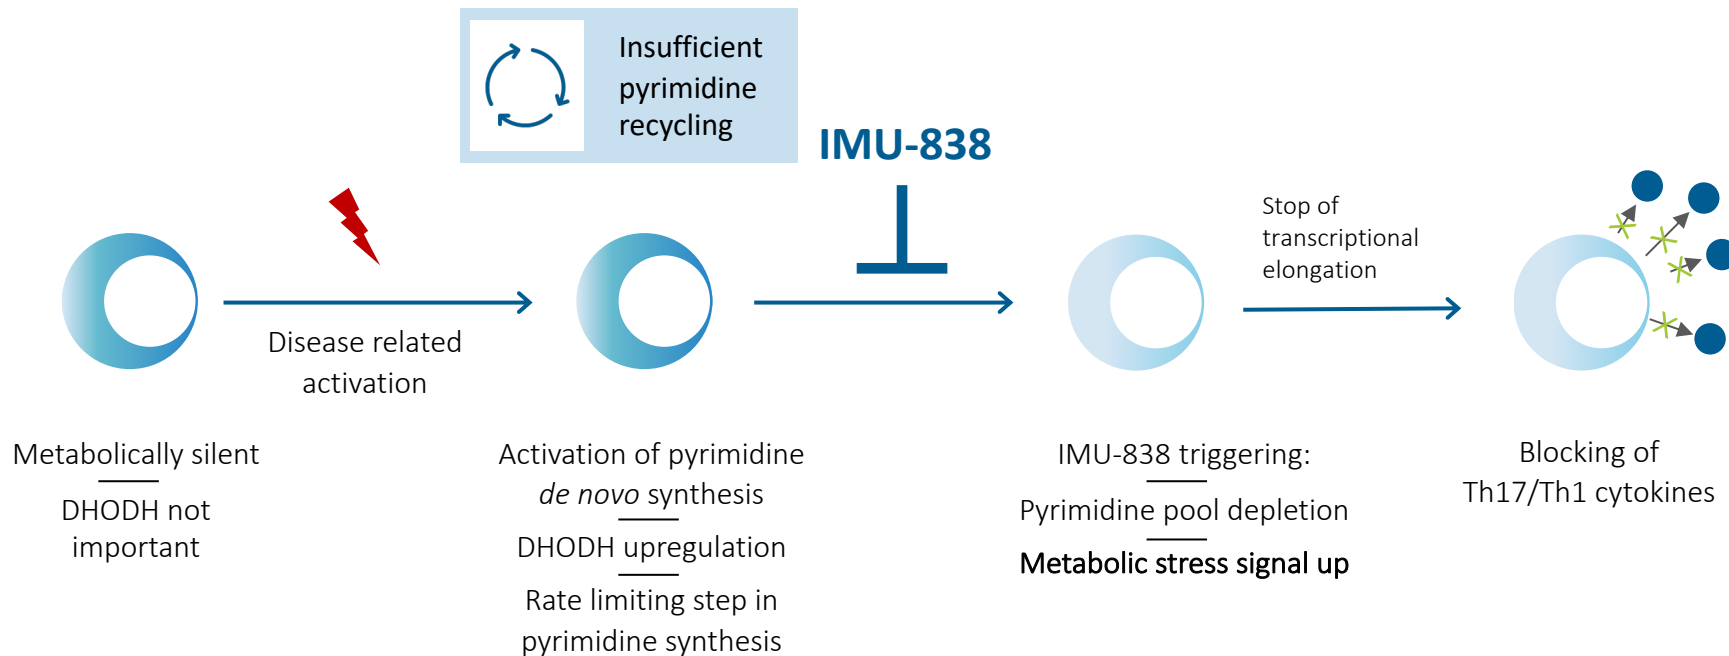 Insufficient
pyrimidine
recycling
IMU-838
Stop of
transcriptional
elongation
Disease related
activation
Metabolically silent
DHODH not
important
Activation of pyrimidine
de novo synthesis
DHODH upregulation
Rate limiting step in
pyrimidine synthesis
IMU-838 triggering:
Pyrimidine pool depletion
Metabolic stress signal up
Blocking of
Th17/Th1 cytokines